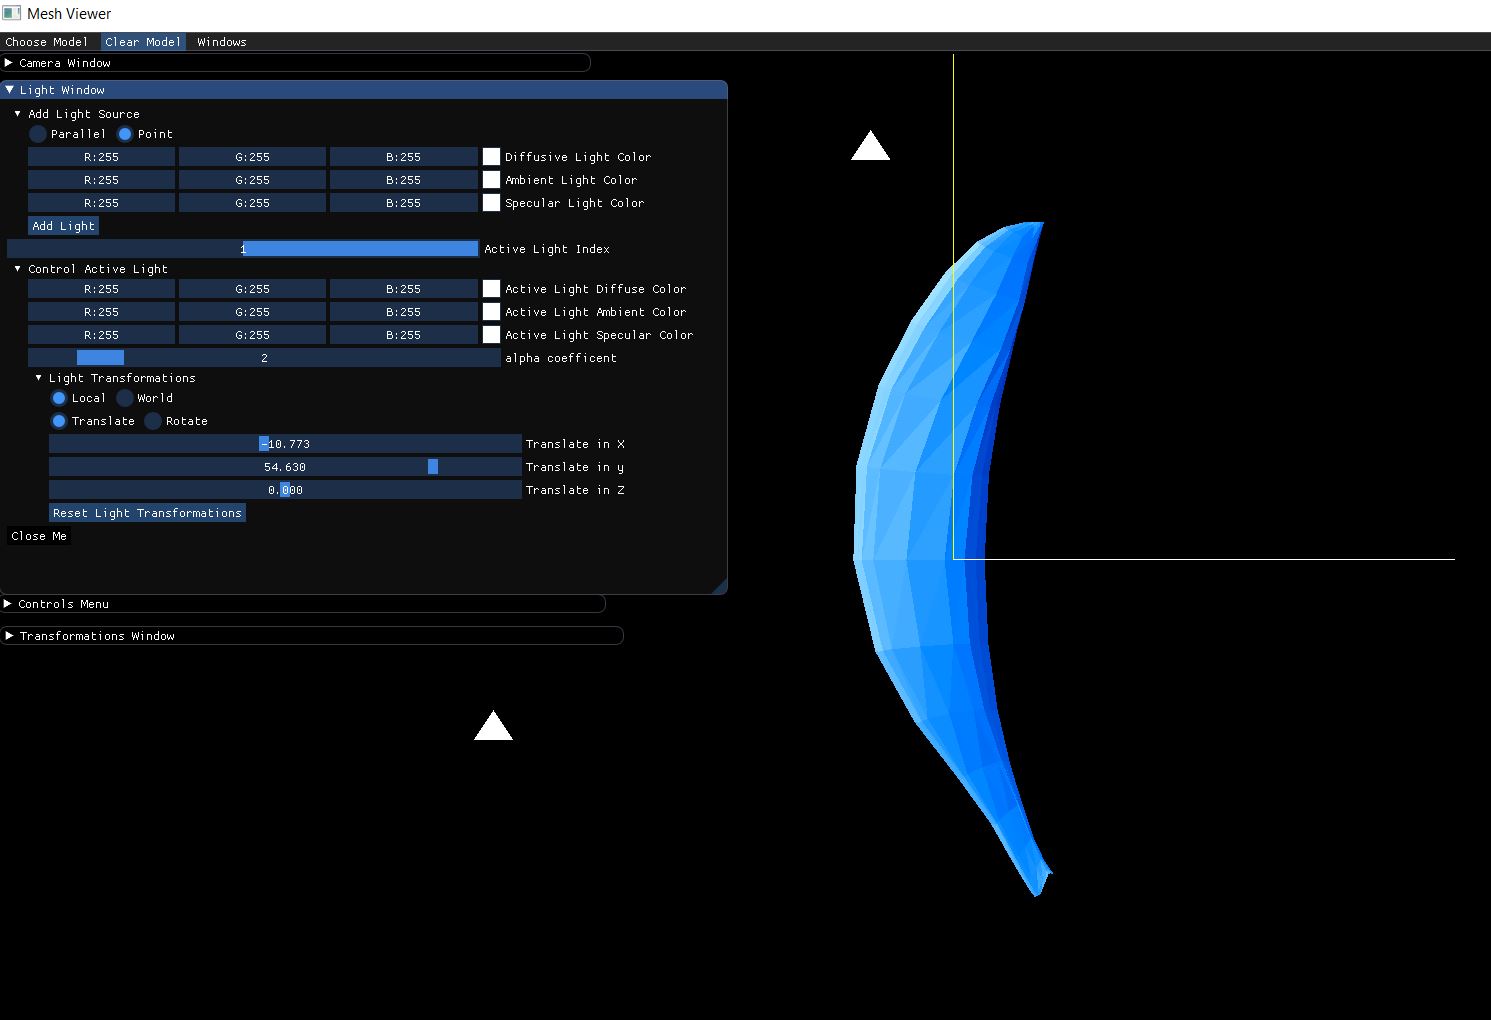 Mesh Viewer
Choose Model Clear Model Windows
Camera Window
Light Window
Add Light Source
Parallel Point
R:255 G:255 B:255 Diffusive Light Color
R:255 G:255 B:255 Ambient Light Color
R:255 G:255 B:255 Specular Light Color
Add Light
1 Active Light Index
Control Active Light
R:255 G:255 B:255 Active Light Diffuse Color
R:255 G:255 B:255 Active Light Ambient Color
R:255 G:255 B:255 Active Light Specular Color
2 alpha coefficent
Light Transformations
Local World
Translate Rotate
-10.773 Translate in X
54.630 Translate in y
0.000 Translate in Z
Reset Light Transformations
Close Me
Controls Menu
Transformations Window